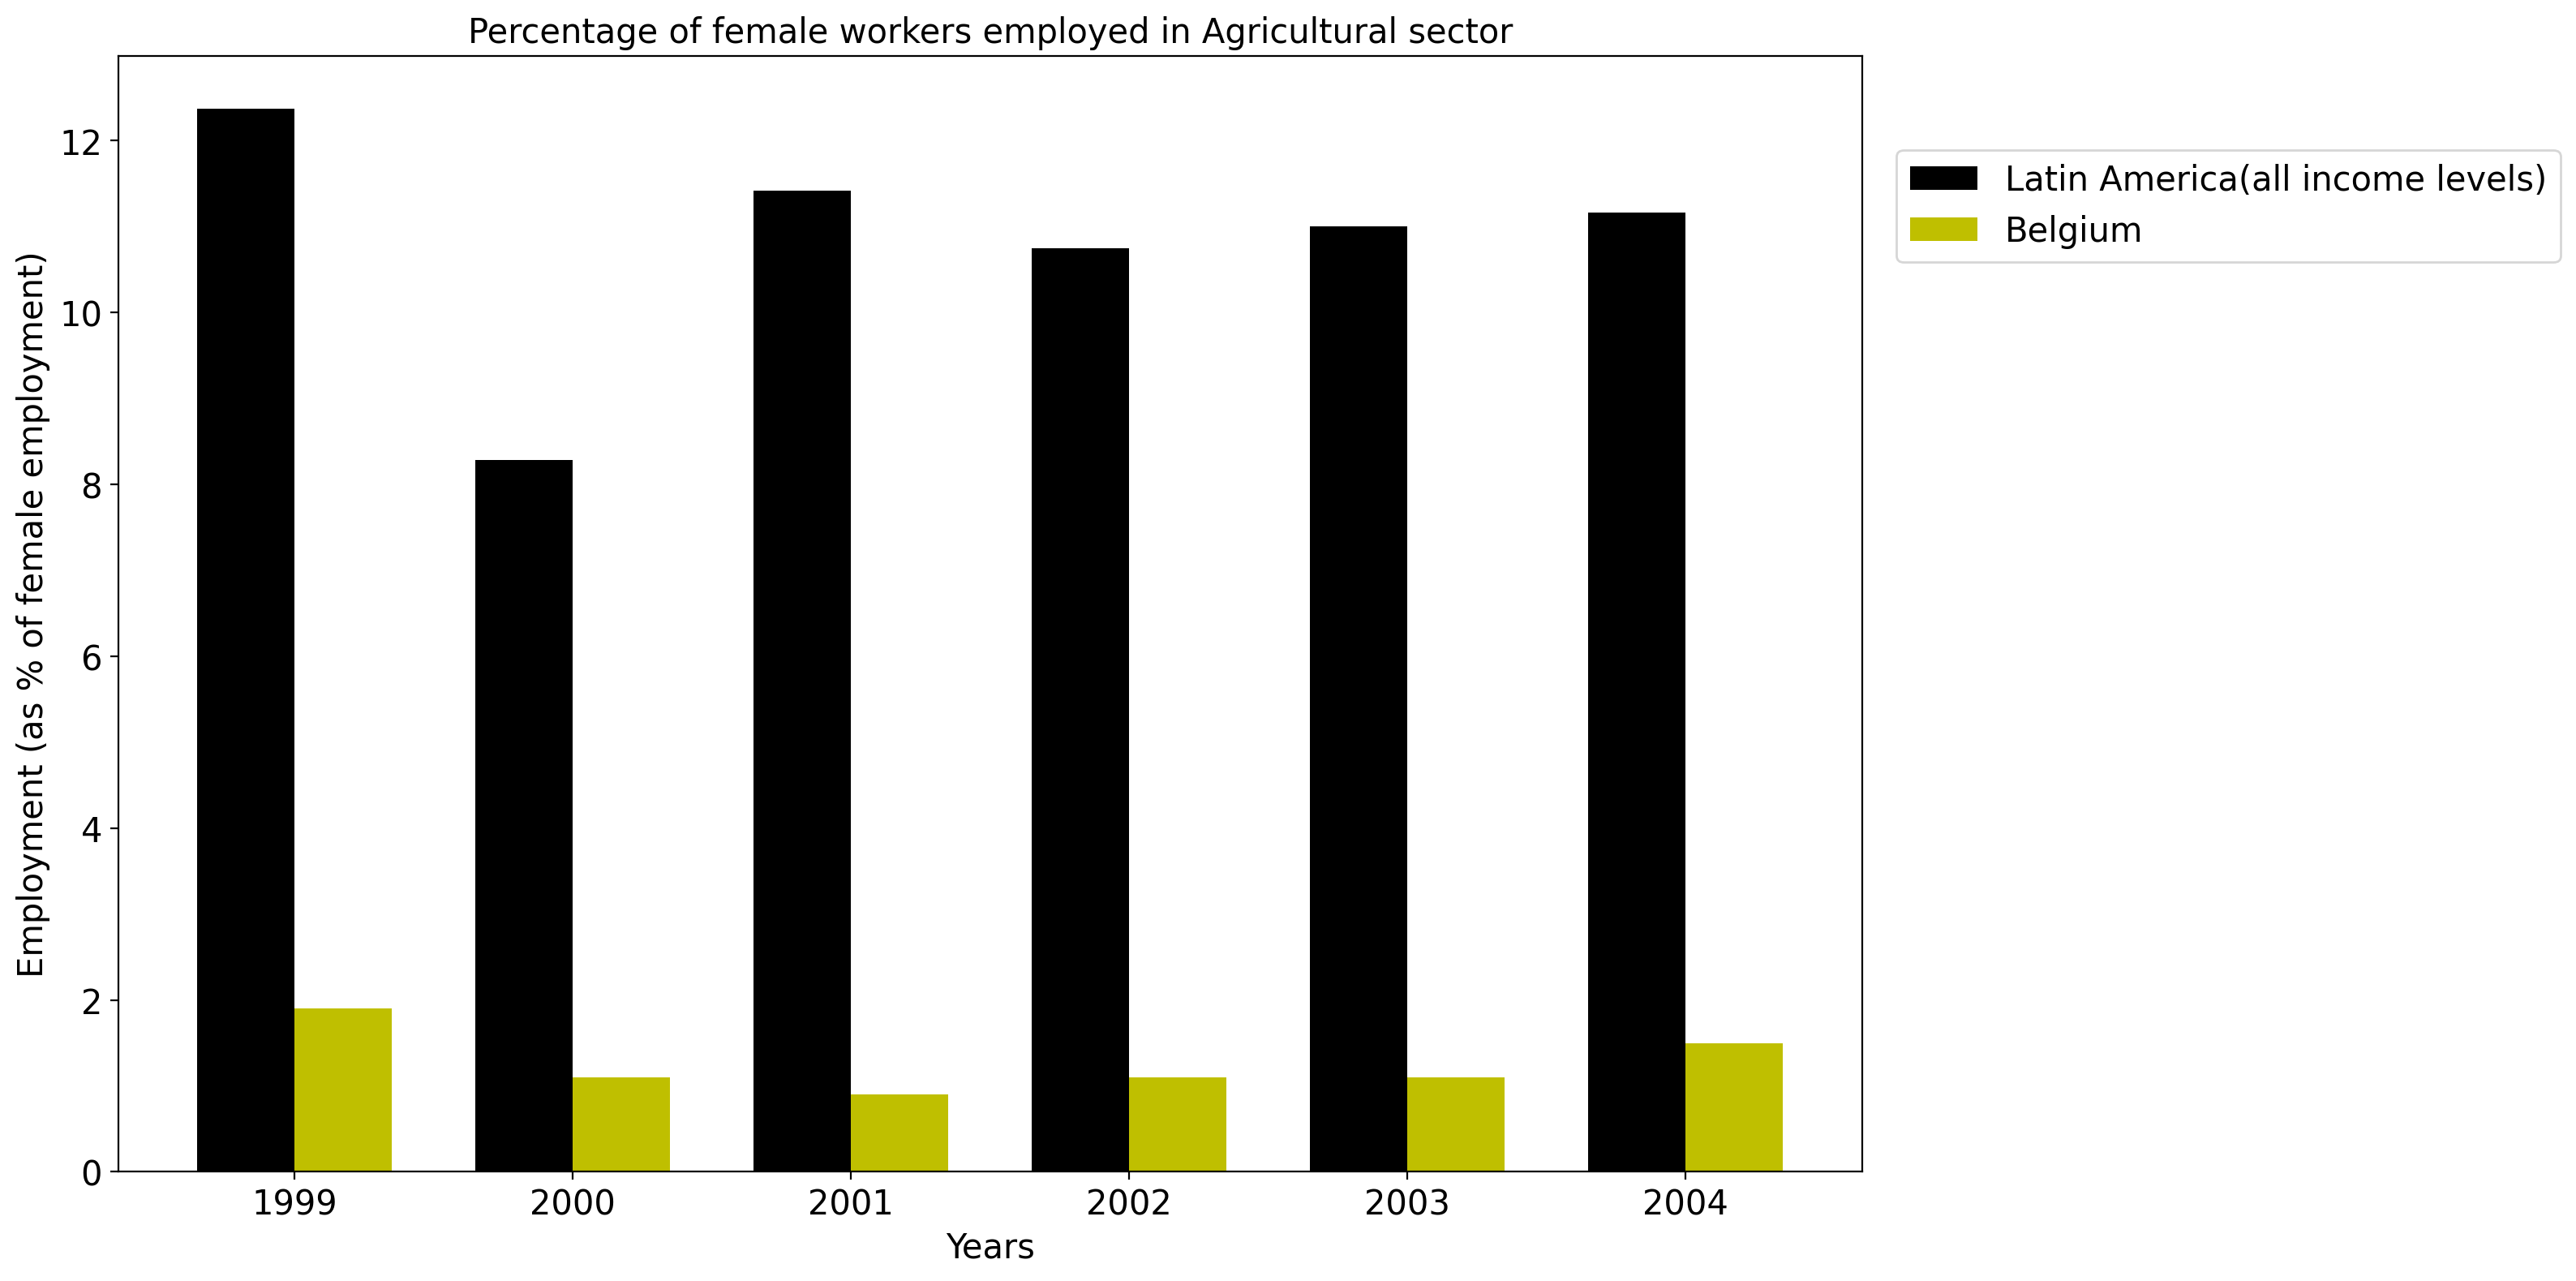 Percentage of female workers employed in Agricultural sector
Employment (as % of female employment)
12
10
8
6
4
2
0
1999 2000 2001 2002 2003 2004
Years
Latin America(all income levels)
Belgium